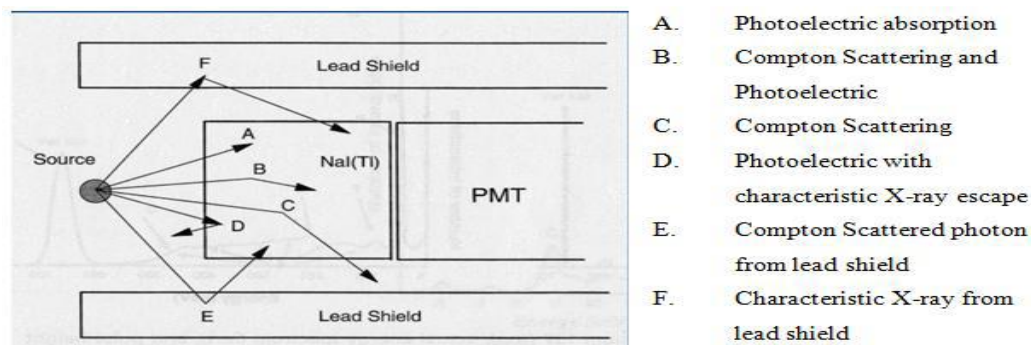 F
Lead Shield
A
Source
B
NaI(Tl)
C
PMT
D
E
Lead Shield
A. Photoelectric absorption
B. Compton Scattering and
Photoelectric
C. Compton Scattering
D. Photoelectric with
characteristic X-ray escape
E. Compton Scattered photon
from lead shield
F. Characteristic X-ray from
lead shield